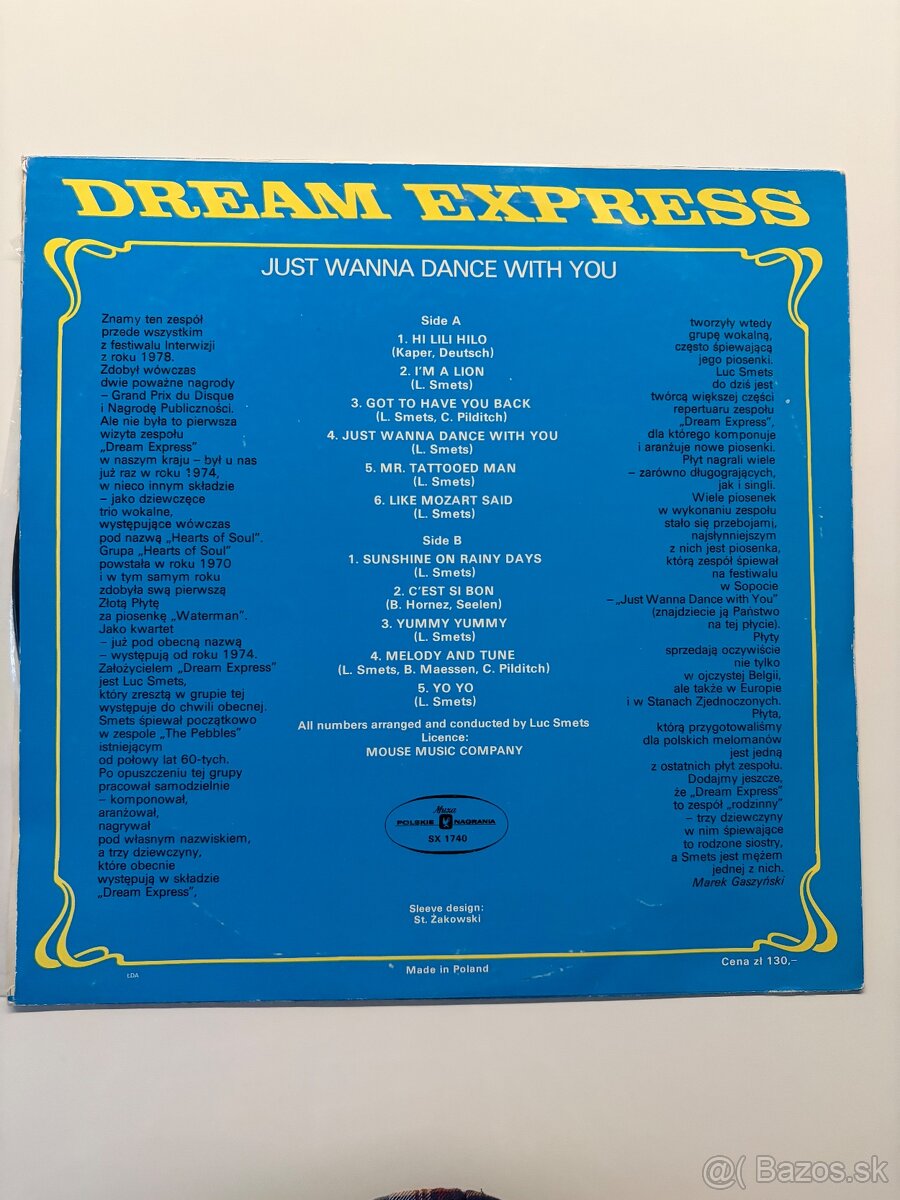 DREAM EXPRESS
JUST WANNA DANCE WITH YOU
Znamy ten zespół
przede wszystkim
z festiwalu Interwizji
z roku 1978.
Zdobył wówczas
dwie poważne nagrody
– Grand Prix du Disque
i Nagrodę Publiczności.
Ale nie była to pierwsza
wizyta zespołu
„Dream Express"
w naszym kraju – był u nas
już raz w roku 1974,
w nieco innym składzie
– jako dziewczęce
trio wokalne,
występujące wówczas
pod nazwą „Hearts of Soul".
Grupa „Hearts of Soul"
powstała w roku 1970
i w tym samym roku
zdobyła swą pierwszą
Złotą Płytę
za piosenkę „Waterman".
Jako kwartet
– już pod obecną nazwą
– występują od roku 1974.
Założycielem „Dream Express"
jest Luc Smets,
który zresztą w grupie tej
występuje do chwili obecnej.
Smets śpiewał początkowo
w zespole „The Pebbles"
istniejącym
od połowy lat 60-tych.
Po opuszczeniu tej grupy
pracował samodzielnie
– komponował,
aranżował,
nagrywał
pod własnym nazwiskiem,
a trzy dziewczyny,
które obecnie
występują w składzie
„Dream Express",
Side A
1. HI LILI HILO
(Kaper, Deutsch)
2. I'M A LION
(L. Smets)
3. GOT TO HAVE YOU BACK
(L. Smets, C. Pilditch)
4. JUST WANNA DANCE WITH YOU
(L. Smets)
5. MR. TATTOOED MAN
(L. Smets)
6. LIKE MOZART SAID
(L. Smets)
Side B
1. SUNSHINE ON RAINY DAYS
(L. Smets)
2. C'EST SI BON
(B. Hornez, Seelen)
3. YUMMY YUMMY
(L. Smets)
4. MELODY AND TUNE
(L. Smets, B. Maessen, C. Pilditch)
5. YO YO
(L. Smets)
All numbers arranged and conducted by Luc Smets
Licence:
MOUSE MUSIC COMPANY
Muza
POLSKIE NAGRANIA
SX 1740
Sleeve design:
St. Żakowski
Made in Poland
tworzyły wtedy
grupę wokalną,
często śpiewającą
jego piosenki.
Luc Smets
do dziś jest
twórcą większej części
repertuaru zespołu
„Dream Express",
dla którego komponuje
i aranżuje nowe piosenki.
Płyt nagrali wiele
– zarówno długogrających,
jak i singli.
Wiele piosenek
w wykonaniu zespołu
stało się przebojami,
najsłynniejszym
z nich jest piosenka,
którą zespół śpiewał
na festiwalu
w Sopocie
– „Just Wanna Dance with You"
(znajdziecie ją Państwo
na tej płycie).
Płyty
sprzedają oczywiście
nie tylko
w ojczystej Belgii,
ale także w Europie
i w Stanach Zjednoczonych.
Płyta,
którą przygotowaliśmy
dla polskich melomanów
jest jedną
z ostatnich płyt zespołu.
Dodajmy jeszcze,
że „Dream Express"
to zespół „rodzinny"
– trzy dziewczyny
w nim śpiewające
to rodzone siostry,
a Smets jest mężem
jednej z nich.
Marek Gaszyński
Cena zł 130,–
ŁDA
@( Bazos.sk